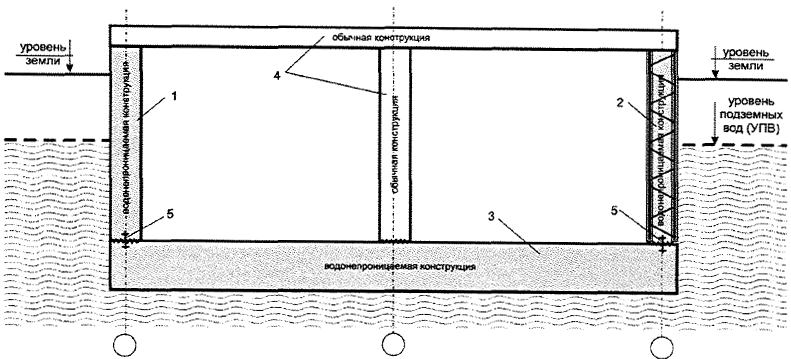 обычная конструкция
уровень
земли
уровень
земли
4
1
2
водонепроницаемая конструкция
обычная конструкция
водонепроницаемая конструкция
уровень
подземных
вод (УПВ)
5
3
5
водонепроницаемая конструкция